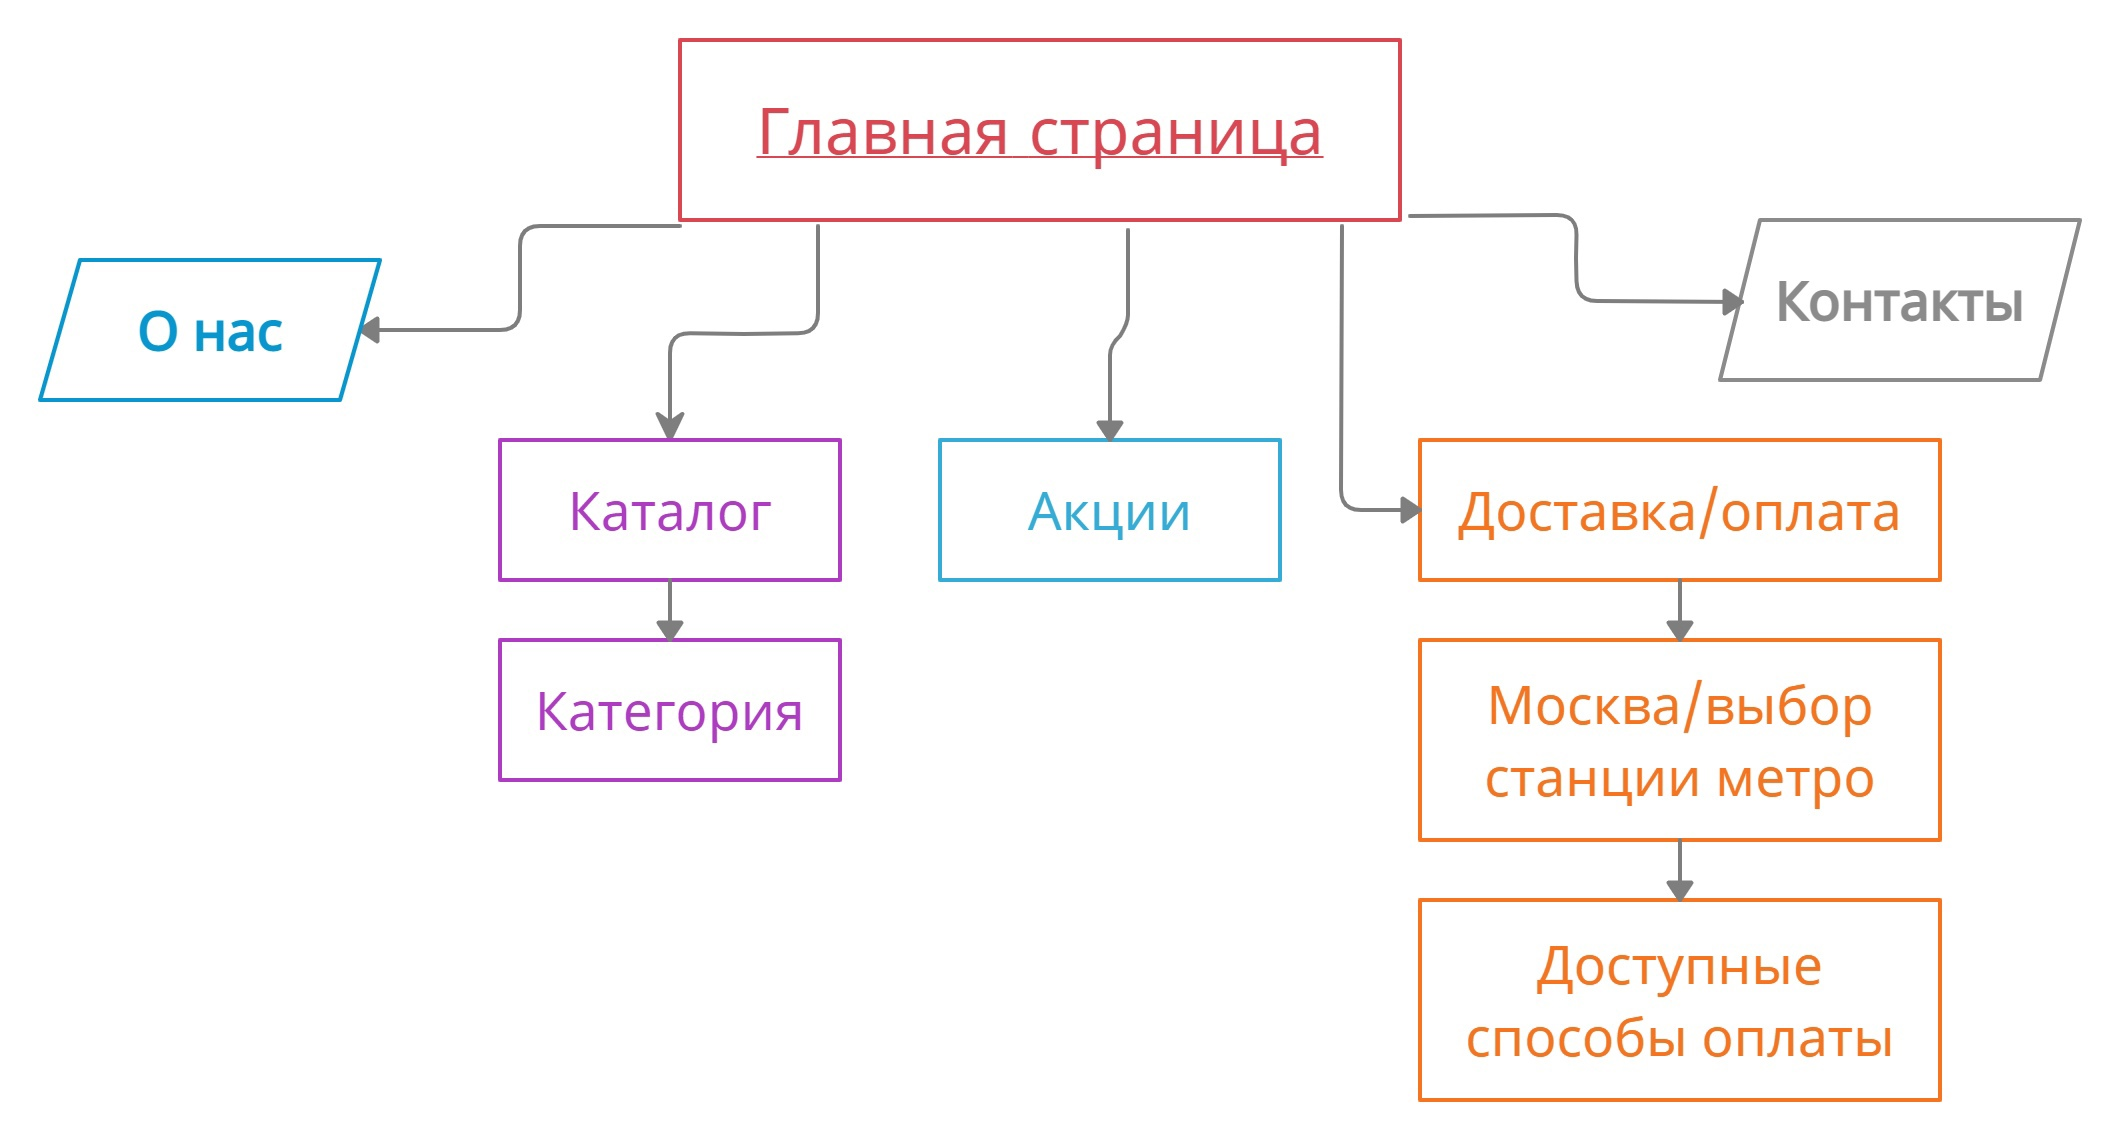 Главная страница
О нас
Контакты
Каталог
Акции
Доставка/оплата
Категория
Москва/выбор
станции метро
Доступные
способы оплаты